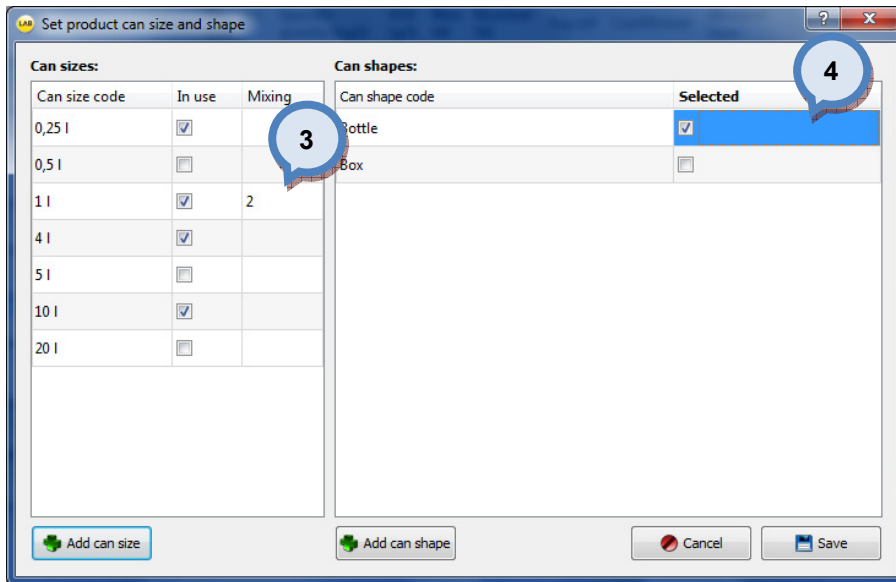 LAB Set product can size and shape ?
Can sizes: Can shapes:
4
Can size code In use Mixing Can shape code Selected
0,25 l Bottle
3
0,5 l Box
1 l 2
4 l
5 l
10 l
20 l
Add can size Add can shape Cancel Save